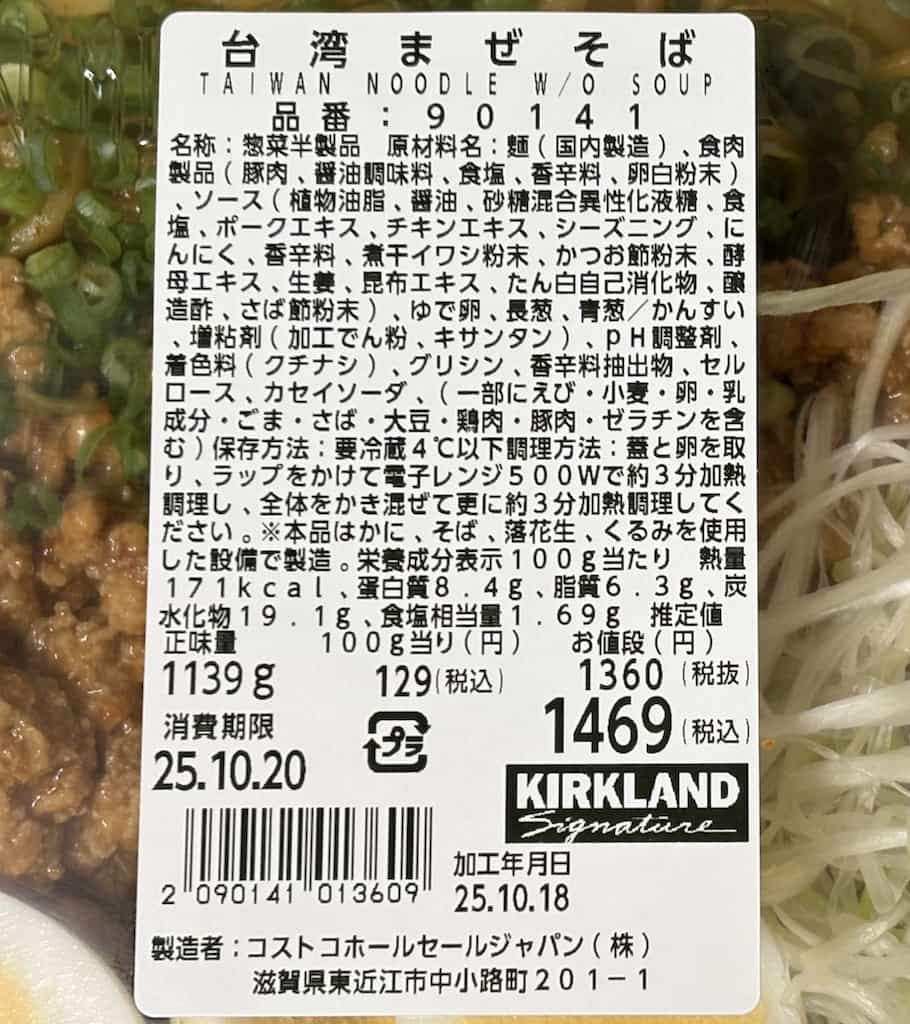 台湾まぜそば
TAIWAN NOODLE W/O SOUP
品番：90141
名称：惣菜半製品　原材料名：麺（国内製造）、食肉
製品（豚肉、醤油調味料、食塩、香辛料、卵白粉末）
、ソース（植物油脂、醤油、砂糖混合異性化液糖、食
塩、ポークエキス、チキンエキス、シーズニング、に
んにく、香辛料、煮干イワシ粉末、かつお節粉末、酵
母エキス、生姜、昆布エキス、たん白自己消化物、醸
造酢、さば節粉末）、ゆで卵、長葱、青葱／かんすい
、増粘剤（加工でん粉、キサンタン）、pH調整剤、
着色料（クチナシ）、グリシン、香辛料抽出物、セル
ロース、カセイソーダ、（一部にえび・小麦・卵・乳
成分・ごま・さば・大豆・鶏肉・豚肉・ゼラチンを含
む）保存方法：要冷蔵4℃以下調理方法：蓋と卵を取
り、ラップをかけて電子レンジ500Wで約3分加熱
調理し、全体をかき混ぜて更に約3分加熱調理してく
ださい。※本品はかに、そば、落花生、くるみを使用
した設備で製造。栄養成分表示100g当たり　熱量
171kcal、蛋白質8.4g、脂質6.3g、炭
水化物19.1g、食塩相当量1.69g　推定値
正味量　100g当り（円）　お値段（円）
1139g　129(税込)　1360（税抜）
消費期限　1469(税込)
25.10.20　プラ
KIRKLAND
Signature
加工年月日
2 090141 013609　25.10.18
製造者：コストコホールセールジャパン（株）
滋賀県東近江市中小路町201-1